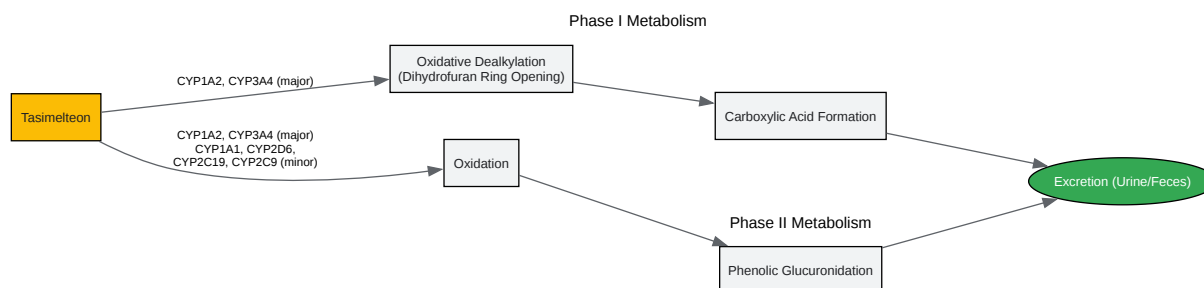 Phase I Metabolism
Oxidative Dealkylation
(Dihydrofuran Ring Opening)
CYP1A2, CYP3A4 (major)
Tasimelteon
Carboxylic Acid Formation
CYP1A2, CYP3A4 (major)
CYP1A1, CYP2D6,
CYP2C19, CYP2C9 (minor)
Oxidation
Excretion (Urine/Feces)
Phase II Metabolism
Phenolic Glucuronidation